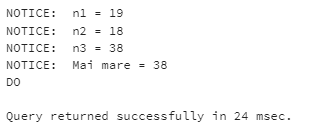 NOTICE:  n1 = 19
NOTICE:  n2 = 18
NOTICE:  n3 = 38
NOTICE:  Mai mare = 38
DO
Query returned successfully in 24 msec.